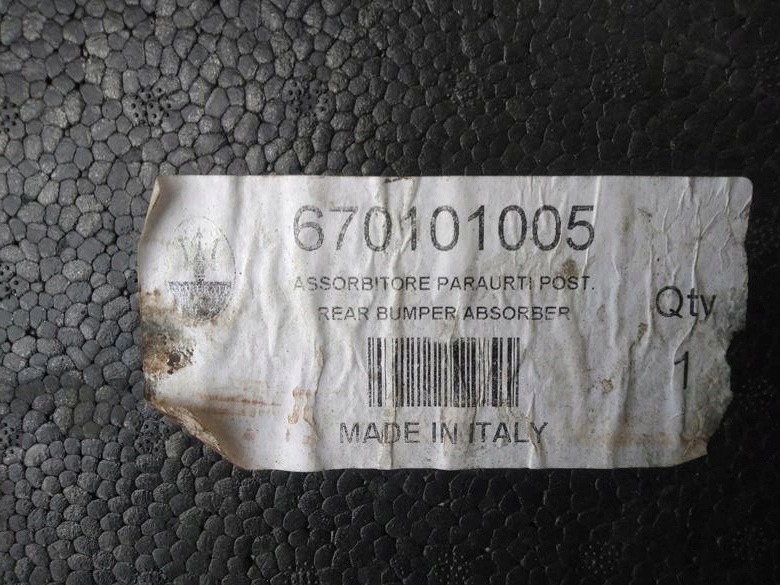 670101005
ASSORBITORE PARAURTI POST.
REAR BUMPER ABSORBER
Qty
1
MADE IN ITALY